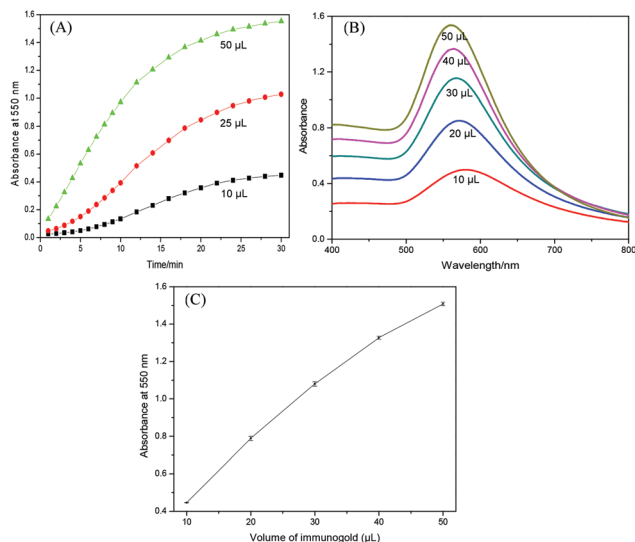 (A)
50 µL
25 µL
10 µL
Absorbance at 550 nm
1.6
1.4
1.2
1.0
0.8
0.6
0.4
0.2
0.0
0 5 10 15 20 25 30
Time/min
(B)
50 µL
40 µL
30 µL
20 µL
10 µL
Absorbance
1.6
1.2
0.8
0.4
0.0
400 500 600 700 800
Wavelength/nm
(C)
Absorbance at 550 nm
1.6
1.4
1.2
1.0
0.8
0.6
0.4
10 20 30 40 50
Volume of immunogold (µL)